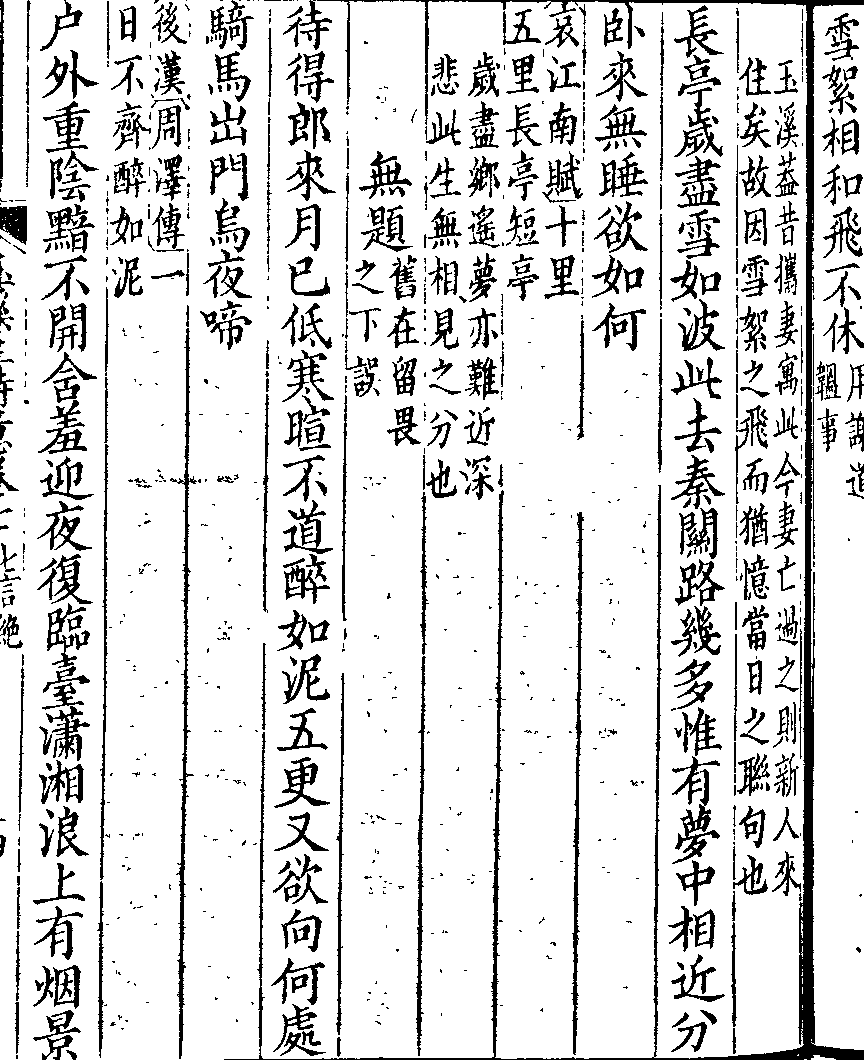 雪絮相和飛不休
用謝道
韞事
玉溪葢昔攜妻寓此今妻亡過之則新人來
住矣故因雪絮之飛而猶憶當日之聯句也
長亭歲盡雪如波此去秦關路幾多惟有夢中相近分
卧來無睡欲如何
哀江南賦十里
五里長亭短亭
歲盡鄉遙夢亦難近深
悲此生無相見之分也
無題
舊在留畏
之下誤
待得郎來月已低寒暄不道醉如泥五更又欲向何處
騎馬出門烏夜啼
後漢周澤傳一
日不齊醉如泥
户外重陰黯不開含羞迎夜復臨臺瀟湘浪上有烟景
七言絶